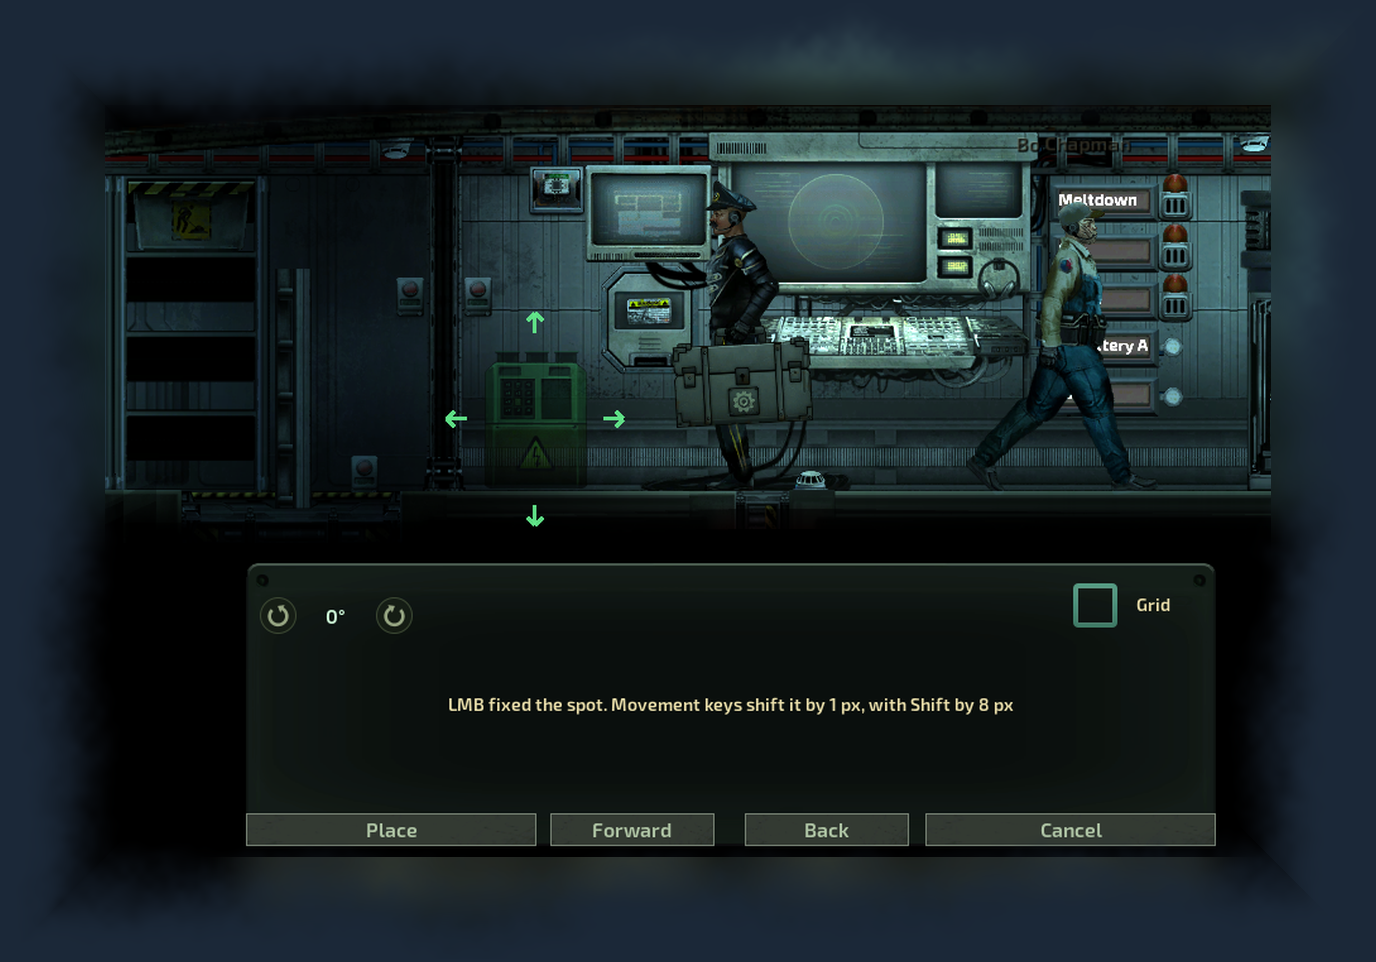 Bo Chapman
Meltdown
tery A
0°
Grid
LMB fixed the spot. Movement keys shift it by 1 px, with Shift by 8 px
Place
Forward
Back
Cancel